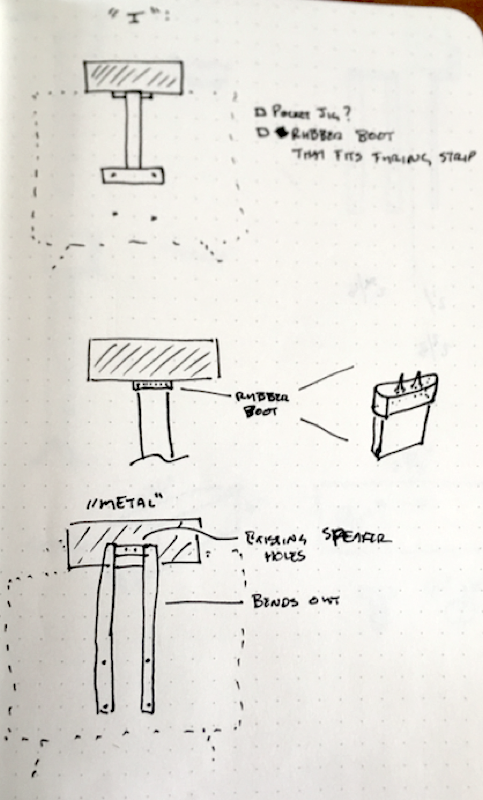 "I":
POCKET JIG?
RUBBER BOOT
THAT FITS FURRING STRIP
RUBBER
BOOT
"METAL"
EXISTING SPEAKER
HOLES
BENDS OUT